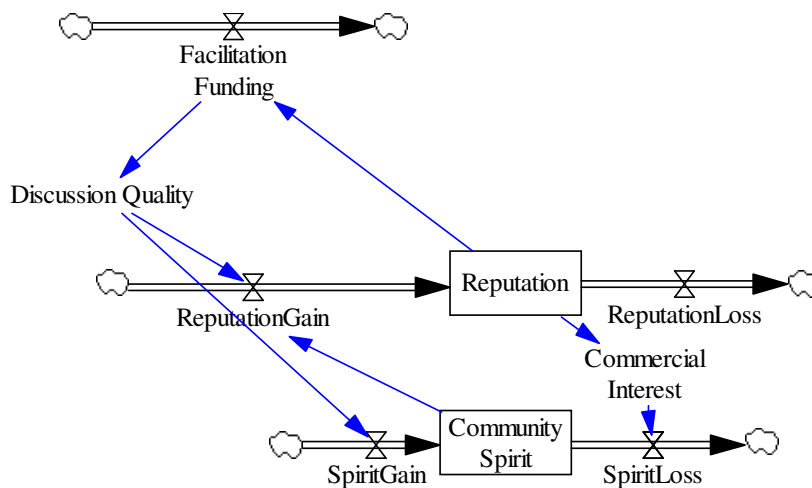 Facilitation
Funding
Discussion Quality
Reputation
ReputationGain
ReputationLoss
Commercial
Interest
Community
Spirit
SpiritGain
SpiritLoss